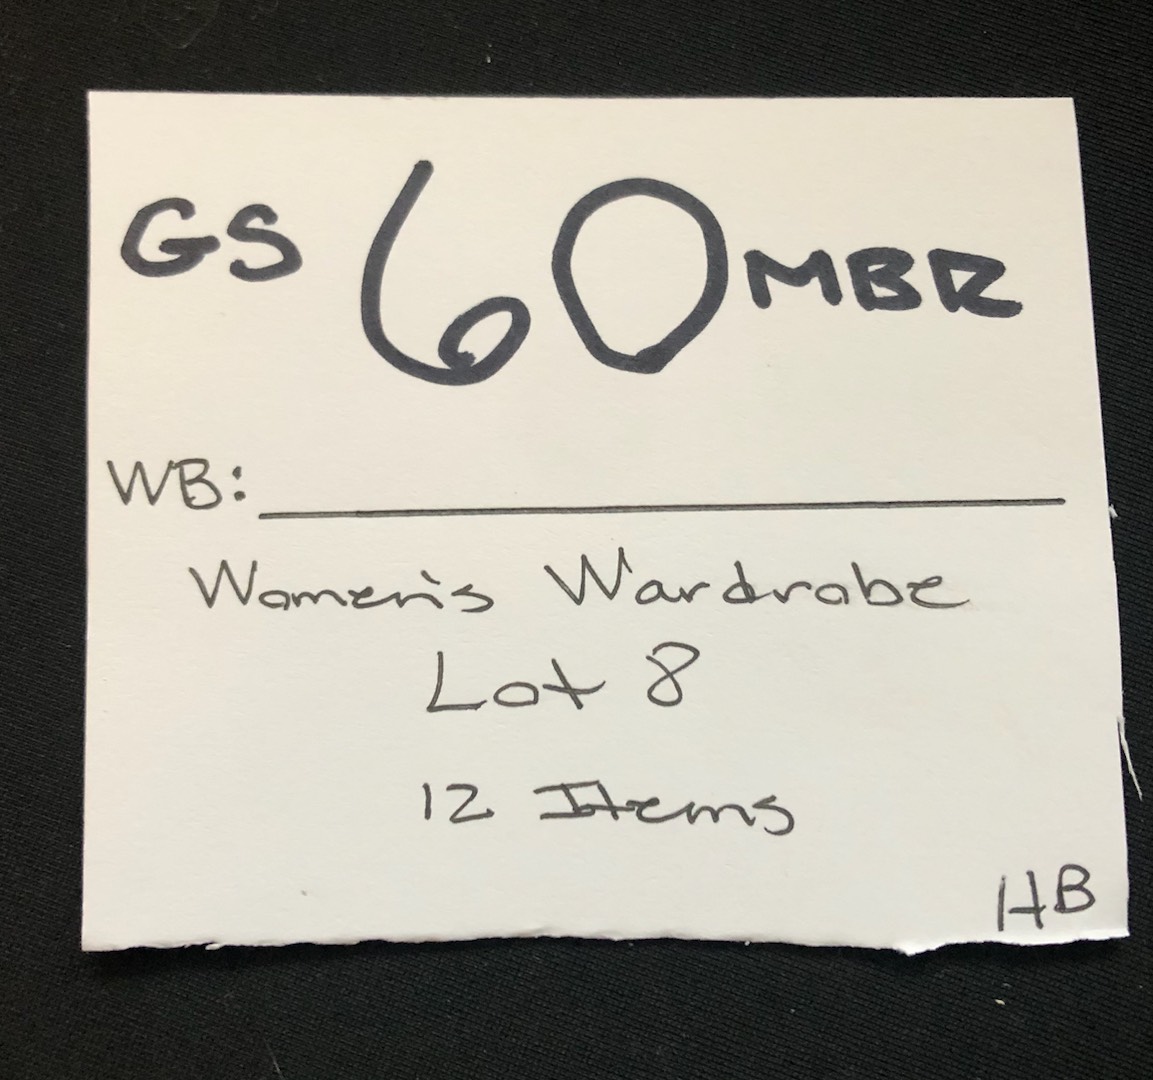 GS 60 MBR
WB:
Women's Wardrobe
Lot 8
12 Items
HB